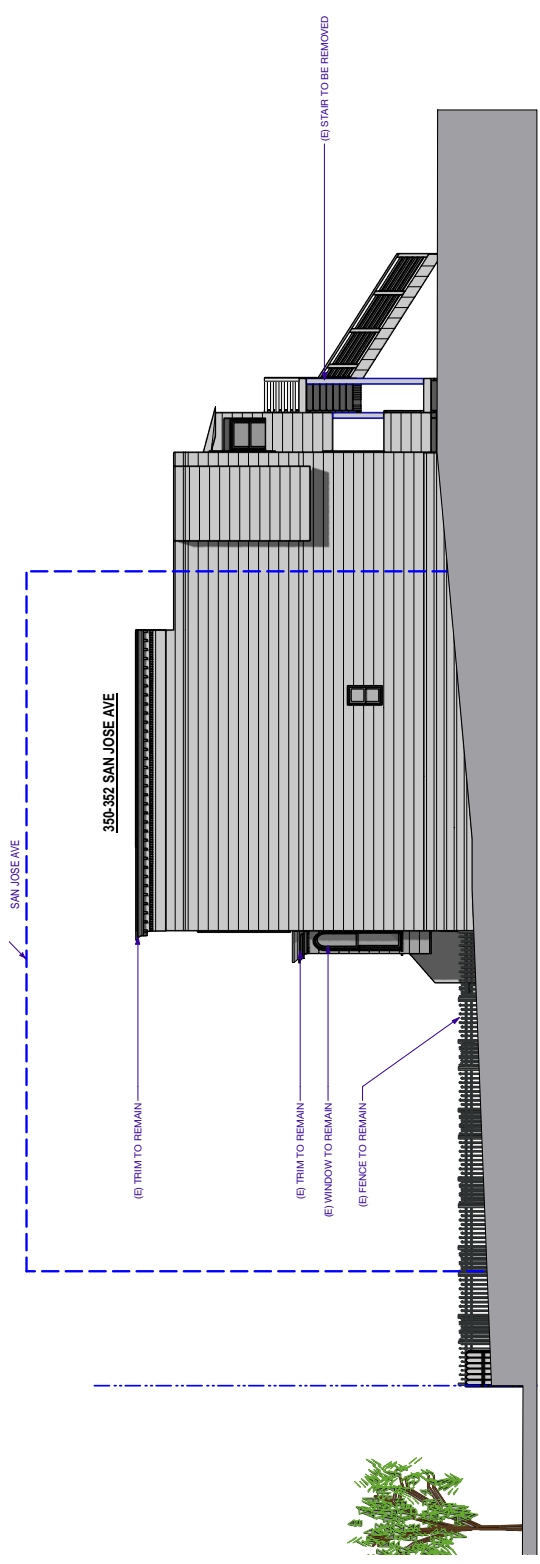 SAN JOSE AVE
350-352 SAN JOSE AVE
(E) TRIM TO REMAIN
(E) TRIM TO REMAIN
(E) WINDOW TO REMAIN
(E) FENCE TO REMAIN
(E) STAIR TO BE REMOVED